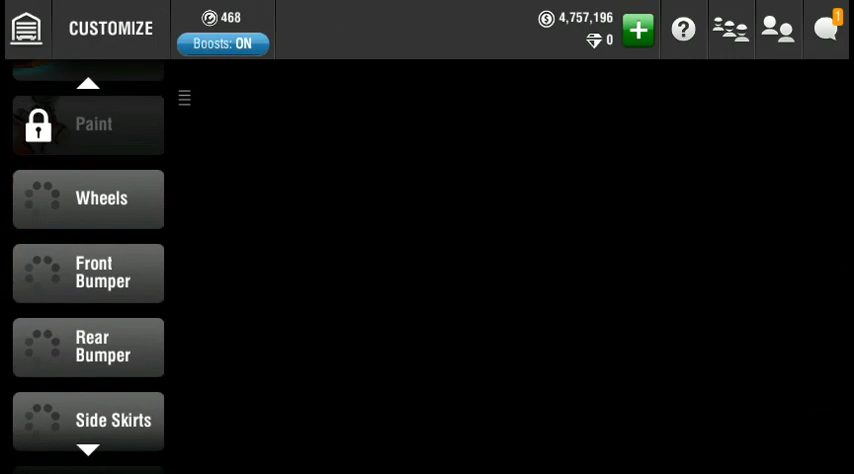 CUSTOMIZE
468
Boosts: ON
4,757,196
0
?
1
Paint
Wheels
Front
Bumper
Rear
Bumper
Side Skirts